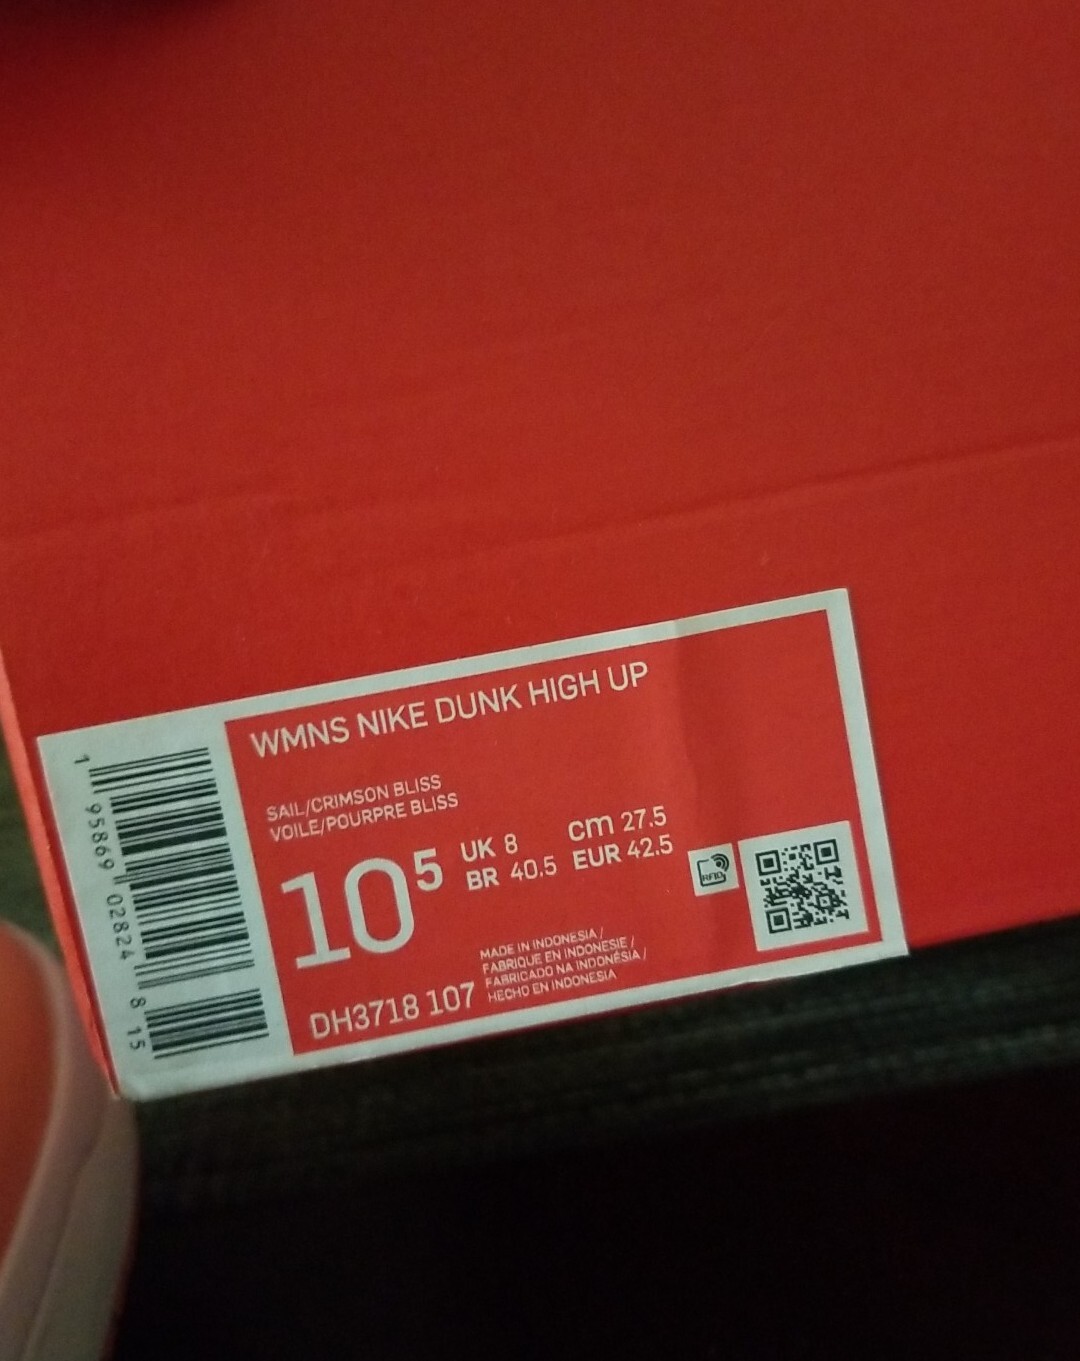 WMNS NIKE DUNK HIGH UP
SAIL/CRIMSON BLISS
VOILE/POURPRE BLISS
10 5
UK 8
BR 40.5
cm 27.5
EUR 42.5
RFID
MADE IN INDONESIA /
FABRIQUE EN INDONESIE /
FABRICADO NA INDONÉSIA /
HECHO EN INDONESIA
DH3718 107
1 95869 02824 8 15